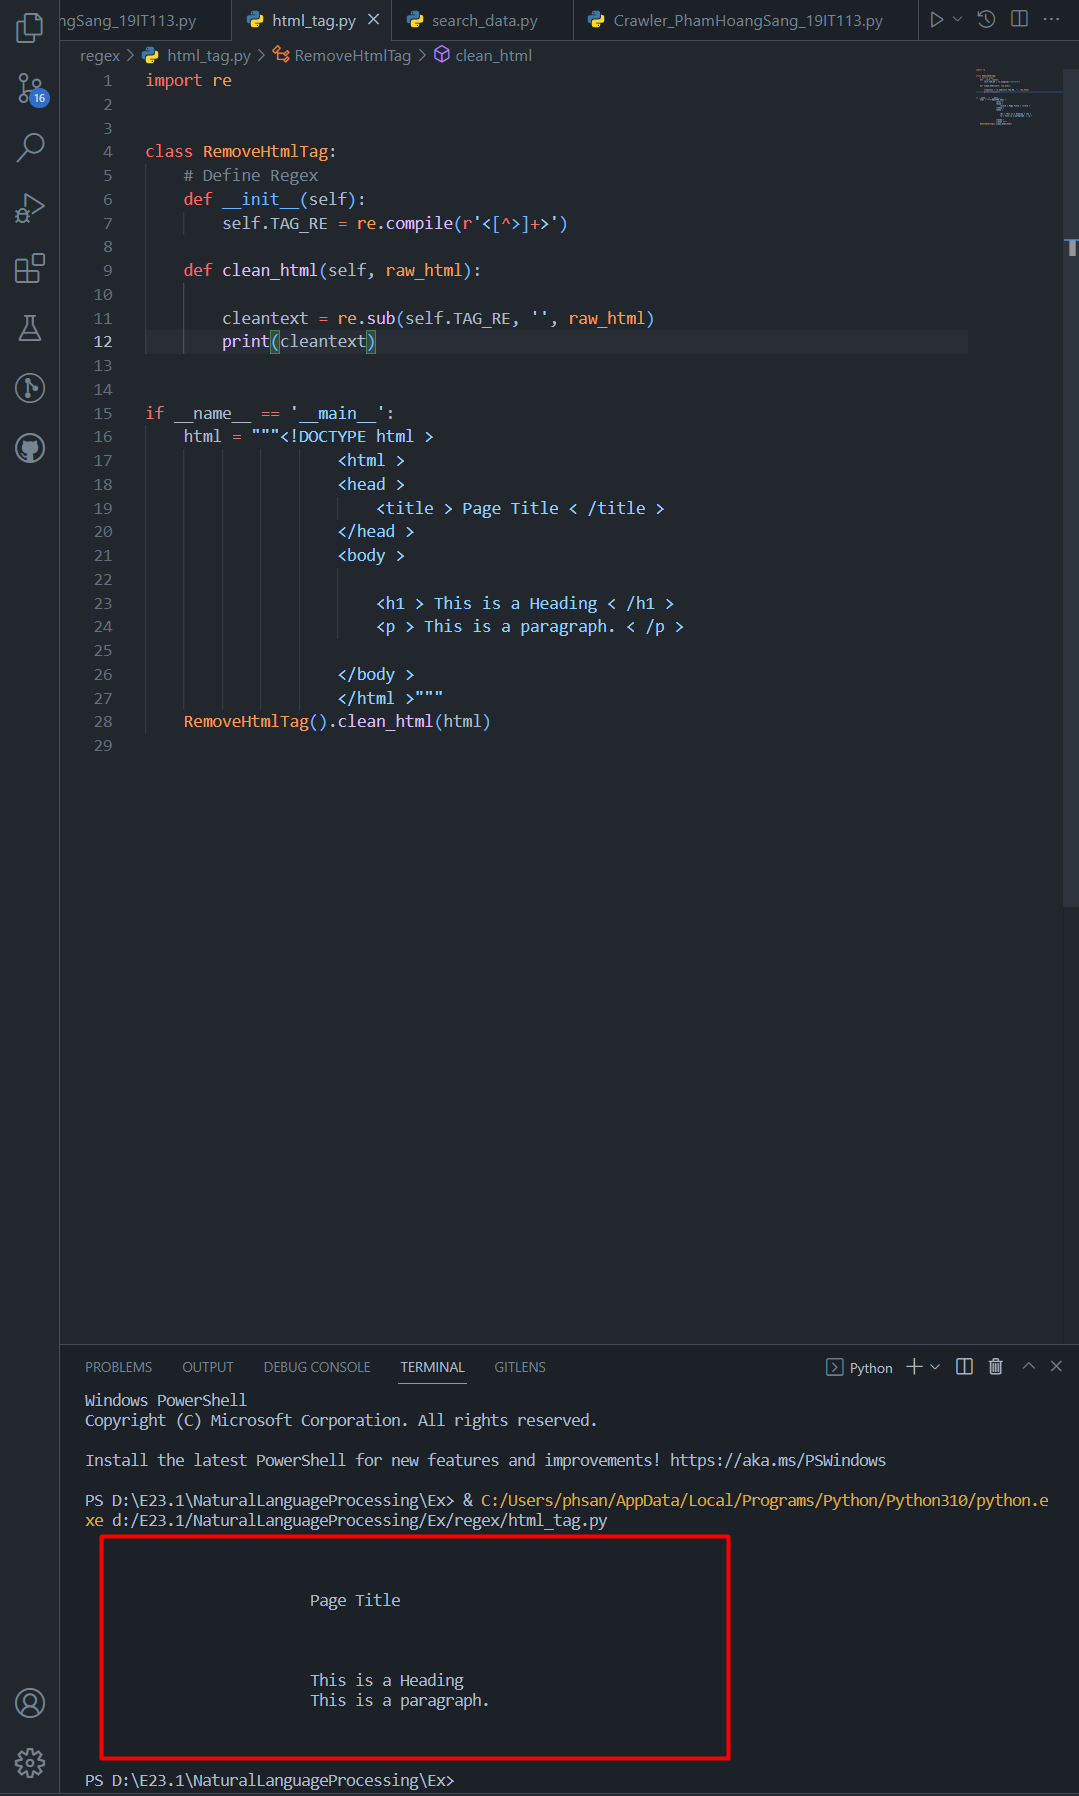 ngSang_19IT113.py html_tag.py search_data.py Crawler_PhamHoangSang_19IT113.py
regex > html_tag.py > RemoveHtmlTag > clean_html
16
1 import re
2
3
4 class RemoveHtmlTag:
5 # Define Regex
6 def __init__(self):
7 self.TAG_RE = re.compile(r'<[^>]+>')
8
9 def clean_html(self, raw_html):
10
11 cleantext = re.sub(self.TAG_RE, '', raw_html)
12 print(cleantext)
13
14
15 if __name__ == '__main__':
16 html = """<!DOCTYPE html >
17 <html >
18 <head >
19 <title > Page Title < /title >
20 </head >
21 <body >
22
23 <h1 > This is a Heading < /h1 >
24 <p > This is a paragraph. < /p >
25
26 </body >
27 </html >"""
28 RemoveHtmlTag().clean_html(html)
29
PROBLEMS OUTPUT DEBUG CONSOLE TERMINAL GITLENS Python
Windows PowerShell
Copyright (C) Microsoft Corporation. All rights reserved.
Install the latest PowerShell for new features and improvements! https://aka.ms/PSWindows
PS D:\E23.1\NaturalLanguageProcessing\Ex> & C:/Users/phsan/AppData/Local/Programs/Python/Python310/python.e
xe d:/E23.1/NaturalLanguageProcessing/Ex/regex/html_tag.py
Page Title
This is a Heading
This is a paragraph.
PS D:\E23.1\NaturalLanguageProcessing\Ex>